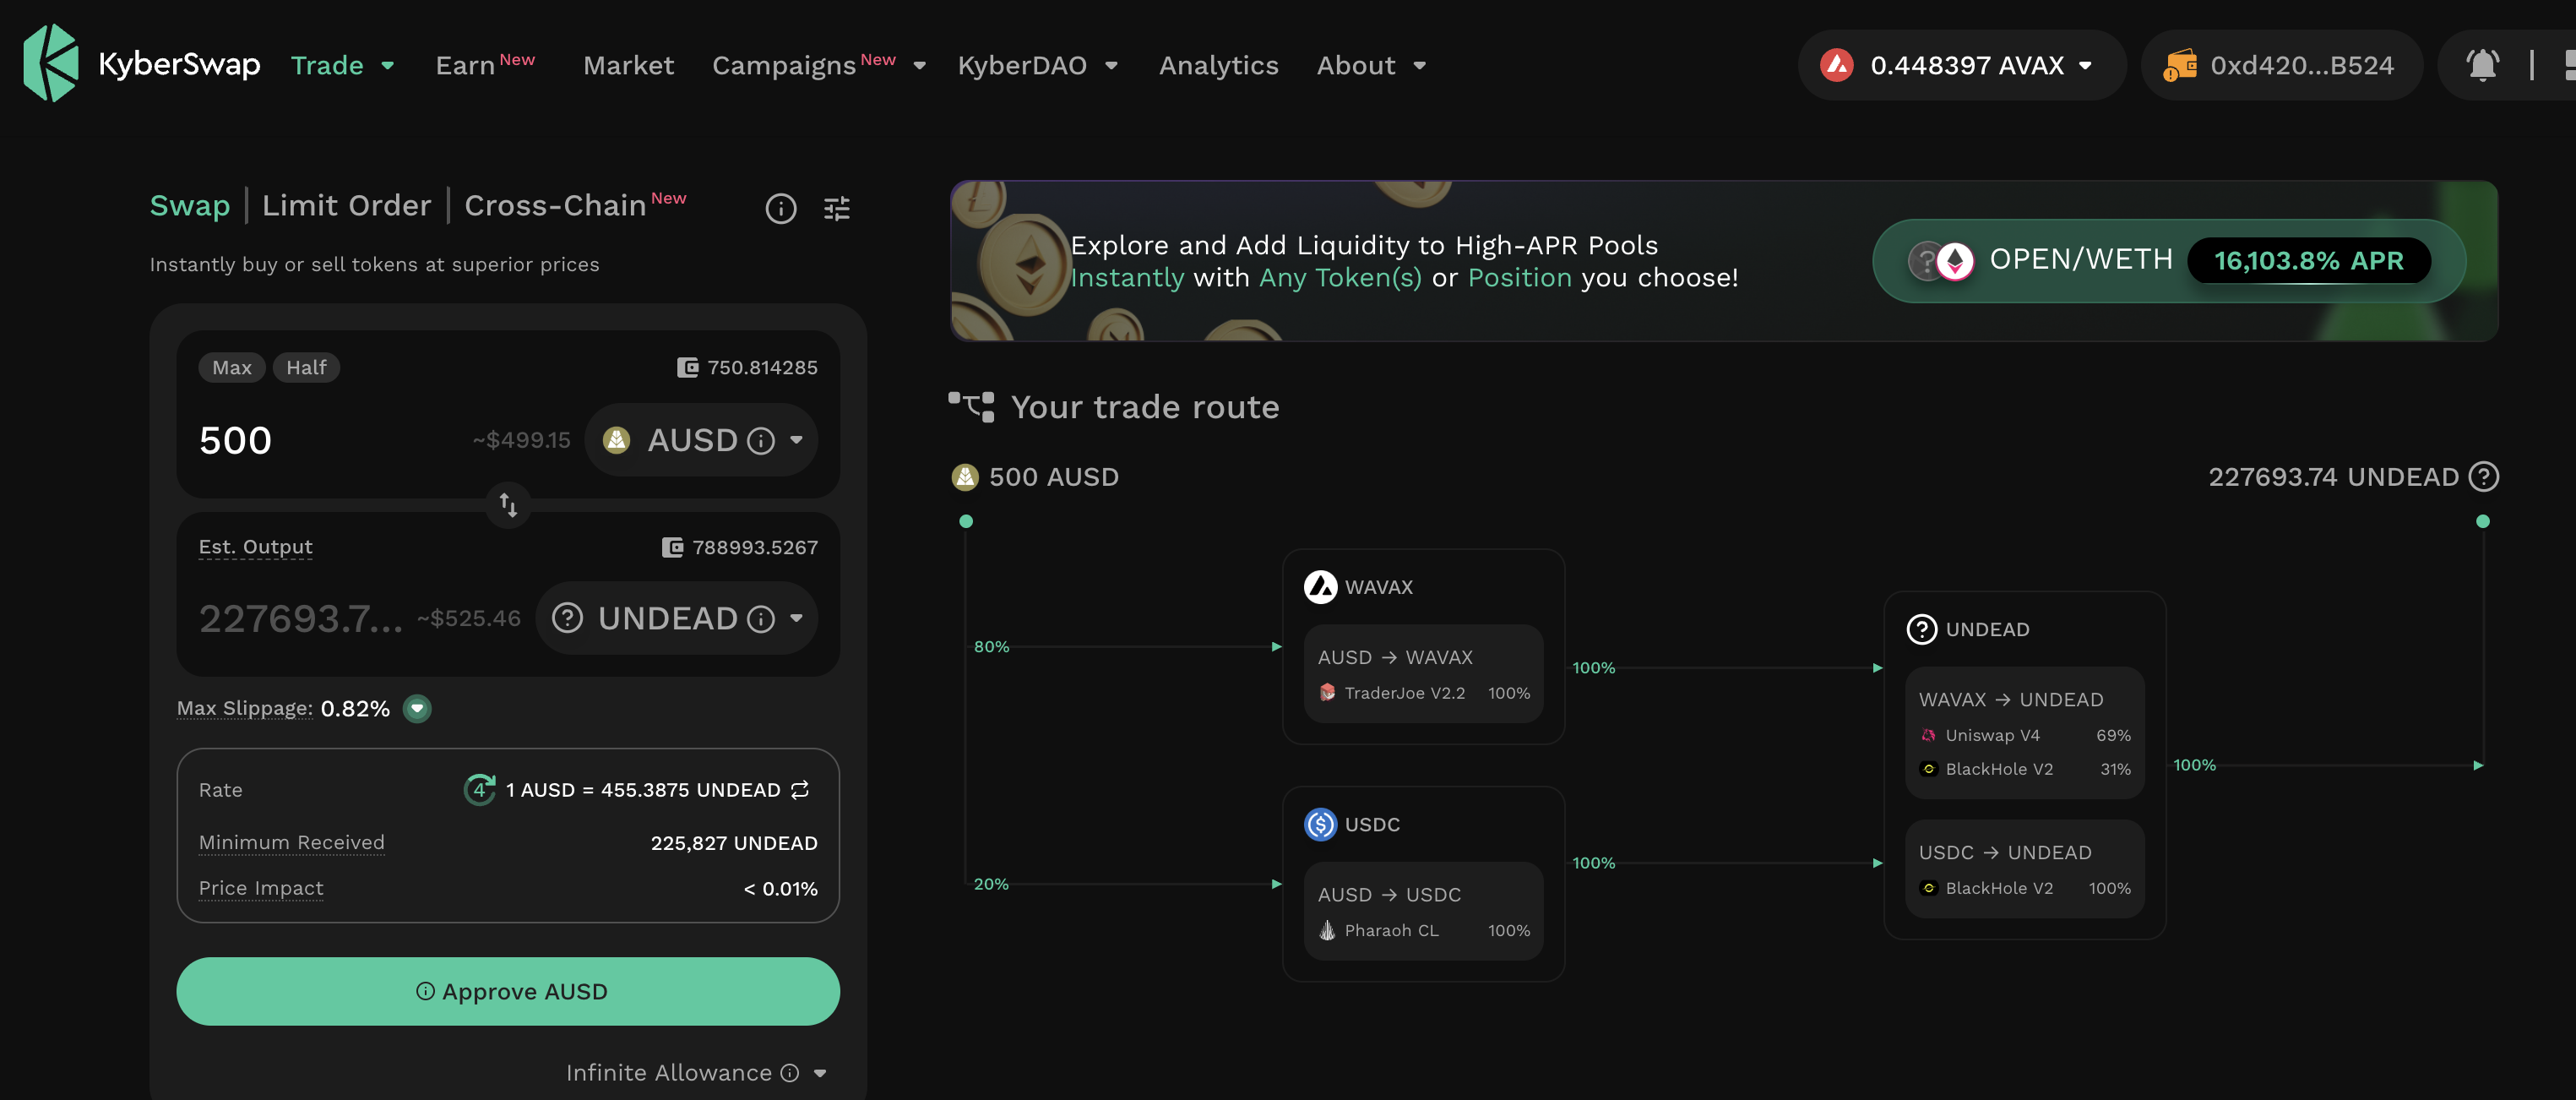 KyberSwap Trade Earn New Market Campaigns New KyberDAO Analytics About 0.448397 AVAX 0xd420...B524
Swap | Limit Order | Cross-Chain New
Instantly buy or sell tokens at superior prices
Max Half 750.814285
500 ~$499.15 AUSD
Est. Output 788993.5267
227693.7... ~$525.46 UNDEAD
Max Slippage: 0.82%
Rate 4 1 AUSD = 455.3875 UNDEAD
Minimum Received 225,827 UNDEAD
Price Impact < 0.01%
Approve AUSD
Infinite Allowance
Explore and Add Liquidity to High-APR Pools
Instantly with Any Token(s) or Position you choose!
OPEN/WETH 16,103.8% APR
Your trade route
500 AUSD 227693.74 UNDEAD
80%
WAVAX
AUSD → WAVAX
TraderJoe V2.2 100%
100%
20%
USDC
AUSD → USDC
Pharaoh CL 100%
100%
UNDEAD
WAVAX → UNDEAD
Uniswap V4 69%
BlackHole V2 31%
USDC → UNDEAD
BlackHole V2 100%
100%